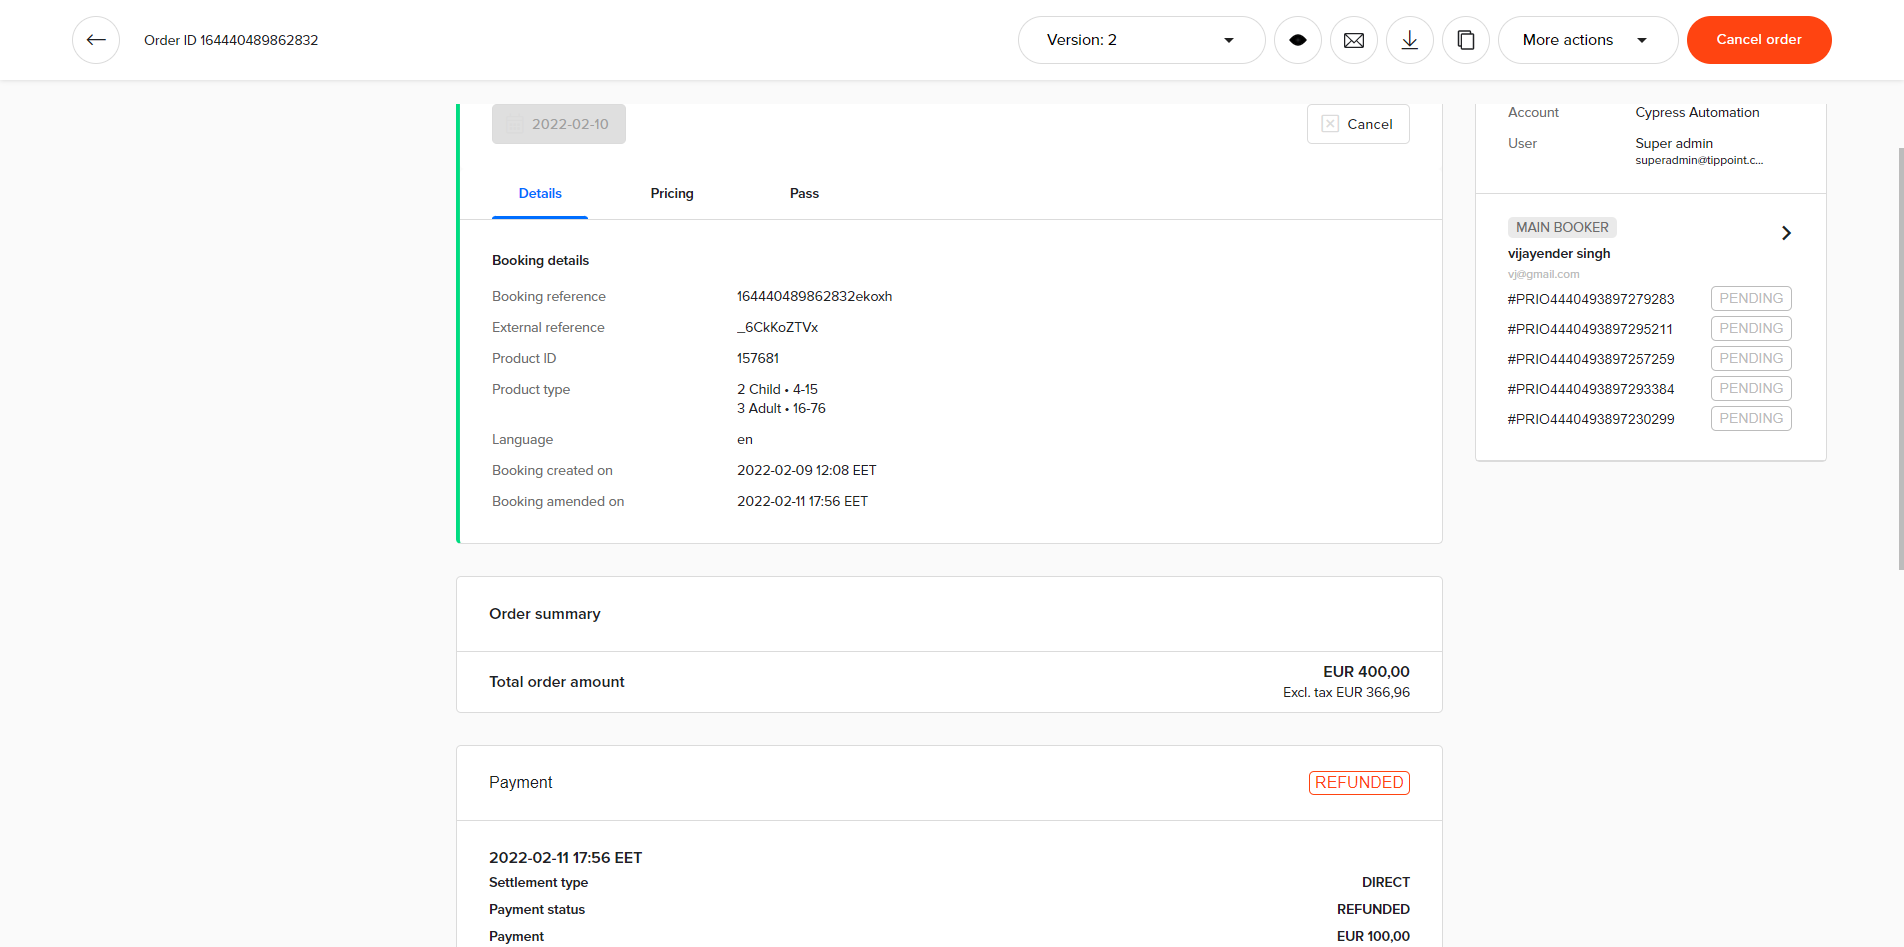 Order ID 164440489862832
Version: 2
More actions
Cancel order
2022-02-10
Cancel
Details Pricing Pass
Booking details
Booking reference 164440489862832ekoxh
External reference _6CkKoZTVx
Product ID 157681
Product type 2 Child • 4-15
3 Adult • 16-76
Language en
Booking created on 2022-02-09 12:08 EET
Booking amended on 2022-02-11 17:56 EET
Order summary
Total order amount EUR 400,00
Excl. tax EUR 366,96
Payment REFUNDED
2022-02-11 17:56 EET
Settlement type DIRECT
Payment status REFUNDED
Payment EUR 100,00
Account Cypress Automation
User Super admin
superadmin@tippoint.c...
MAIN BOOKER
vijayender singh
vj@gmail.com
#PRIO4440493897279283 PENDING
#PRIO4440493897295211 PENDING
#PRIO4440493897257259 PENDING
#PRIO4440493897293384 PENDING
#PRIO4440493897230299 PENDING